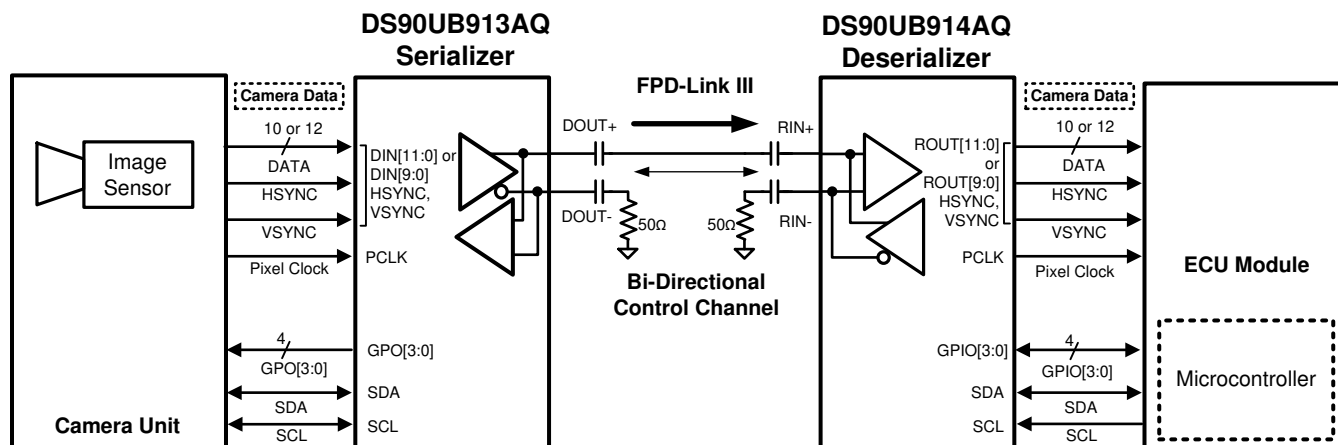 DS90UB913AQ
Serializer
DS90UB914AQ
Deserializer
FPD-Link III
Camera Data
10 or 12
DATA
HSYNC
VSYNC
Pixel Clock
Image
Sensor
4
GPO[3:0]
SDA
SCL
Camera Unit
DIN[11:0] or
DIN[9:0]
HSYNC,
VSYNC
PCLK
GPO[3:0]
SDA
SCL
DOUT+
DOUT-
50Ω
RIN+
RIN-
50Ω
Bi-Directional
Control Channel
ROUT[11:0]
or
ROUT[9:0]
HSYNC,
VSYNC
PCLK
GPIO[3:0]
SDA
SCL
Camera Data
10 or 12
DATA
HSYNC
VSYNC
Pixel Clock
4
GPIO[3:0]
SDA
SCL
ECU Module
Microcontroller